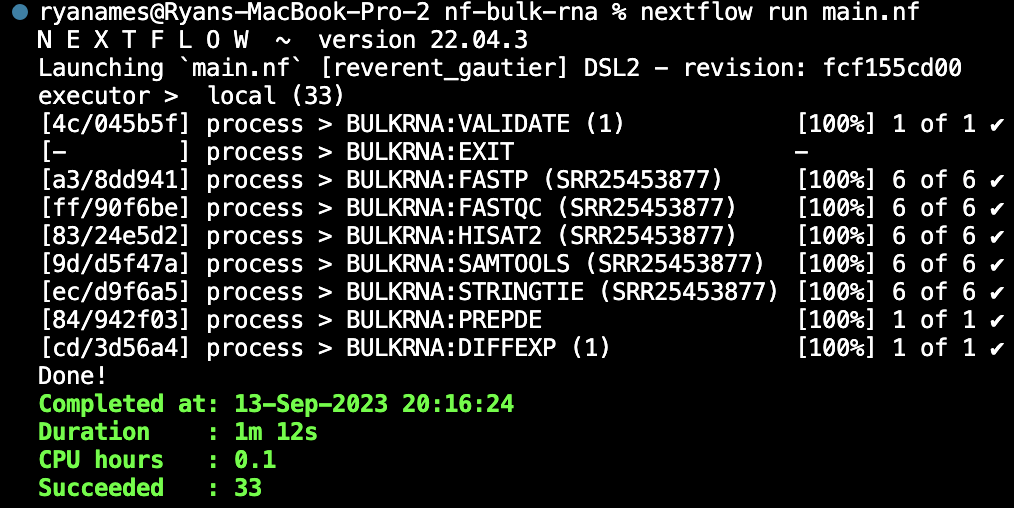 ryanames@Ryans-MacBook-Pro-2 nf-bulk-rna % nextflow run main.nf
N E X T F L O W  ~  version 22.04.3
Launching `main.nf` [reverent_gautier] DSL2 - revision: fcf155cd00
executor >  local (33)
[4c/045b5f] process > BULKRNA:VALIDATE (1)            [100%] 1 of 1 ✔
[-        ] process > BULKRNA:EXIT                    -
[a3/8dd941] process > BULKRNA:FASTP (SRR25453877)     [100%] 6 of 6 ✔
[ff/90f6be] process > BULKRNA:FASTQC (SRR25453877)    [100%] 6 of 6 ✔
[83/24e5d2] process > BULKRNA:HISAT2 (SRR25453877)    [100%] 6 of 6 ✔
[9d/d5f47a] process > BULKRNA:SAMTOOLS (SRR25453877)  [100%] 6 of 6 ✔
[ec/d9f6a5] process > BULKRNA:STRINGTIE (SRR25453877) [100%] 6 of 6 ✔
[84/942f03] process > BULKRNA:PREPDE                  [100%] 1 of 1 ✔
[cd/3d56a4] process > BULKRNA:DIFFEXP (1)             [100%] 1 of 1 ✔
Done!
Completed at: 13-Sep-2023 20:16:24
Duration    : 1m 12s
CPU hours   : 0.1
Succeeded   : 33